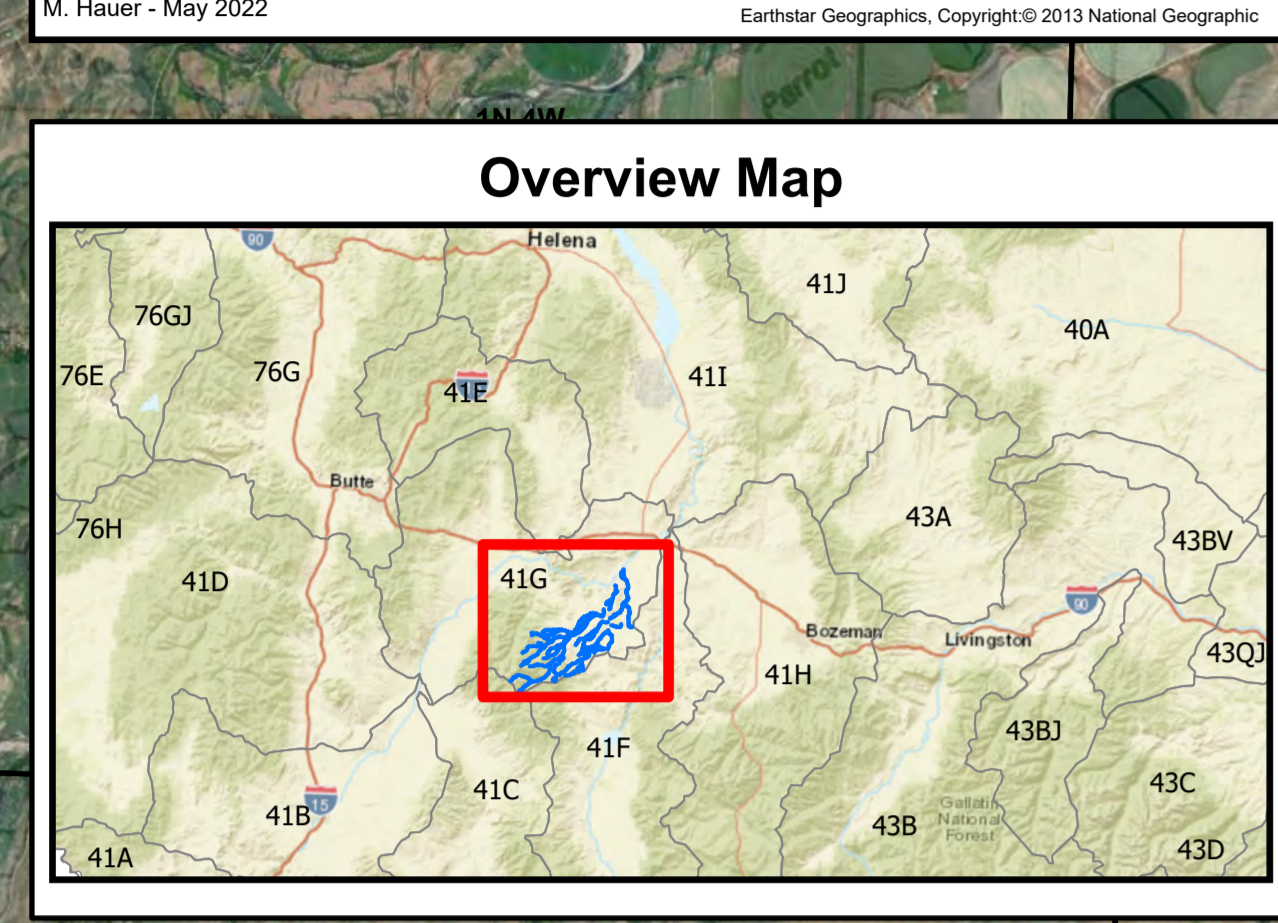 M. Hauer - May 2022
Earthstar Geographics, Copyright:© 2013 National Geographic
Parrot
1N 4W
Overview Map
90
Helena
41J
76GJ
40A
76E
76G
41I
41E
Butte
76H
43A
43BV
41D
41G
90
Bozeman
Livingston
43QJ
41H
43BJ
41F
41C
43C
41B
15
Gallatin
National
Forest
43B
43D
41A